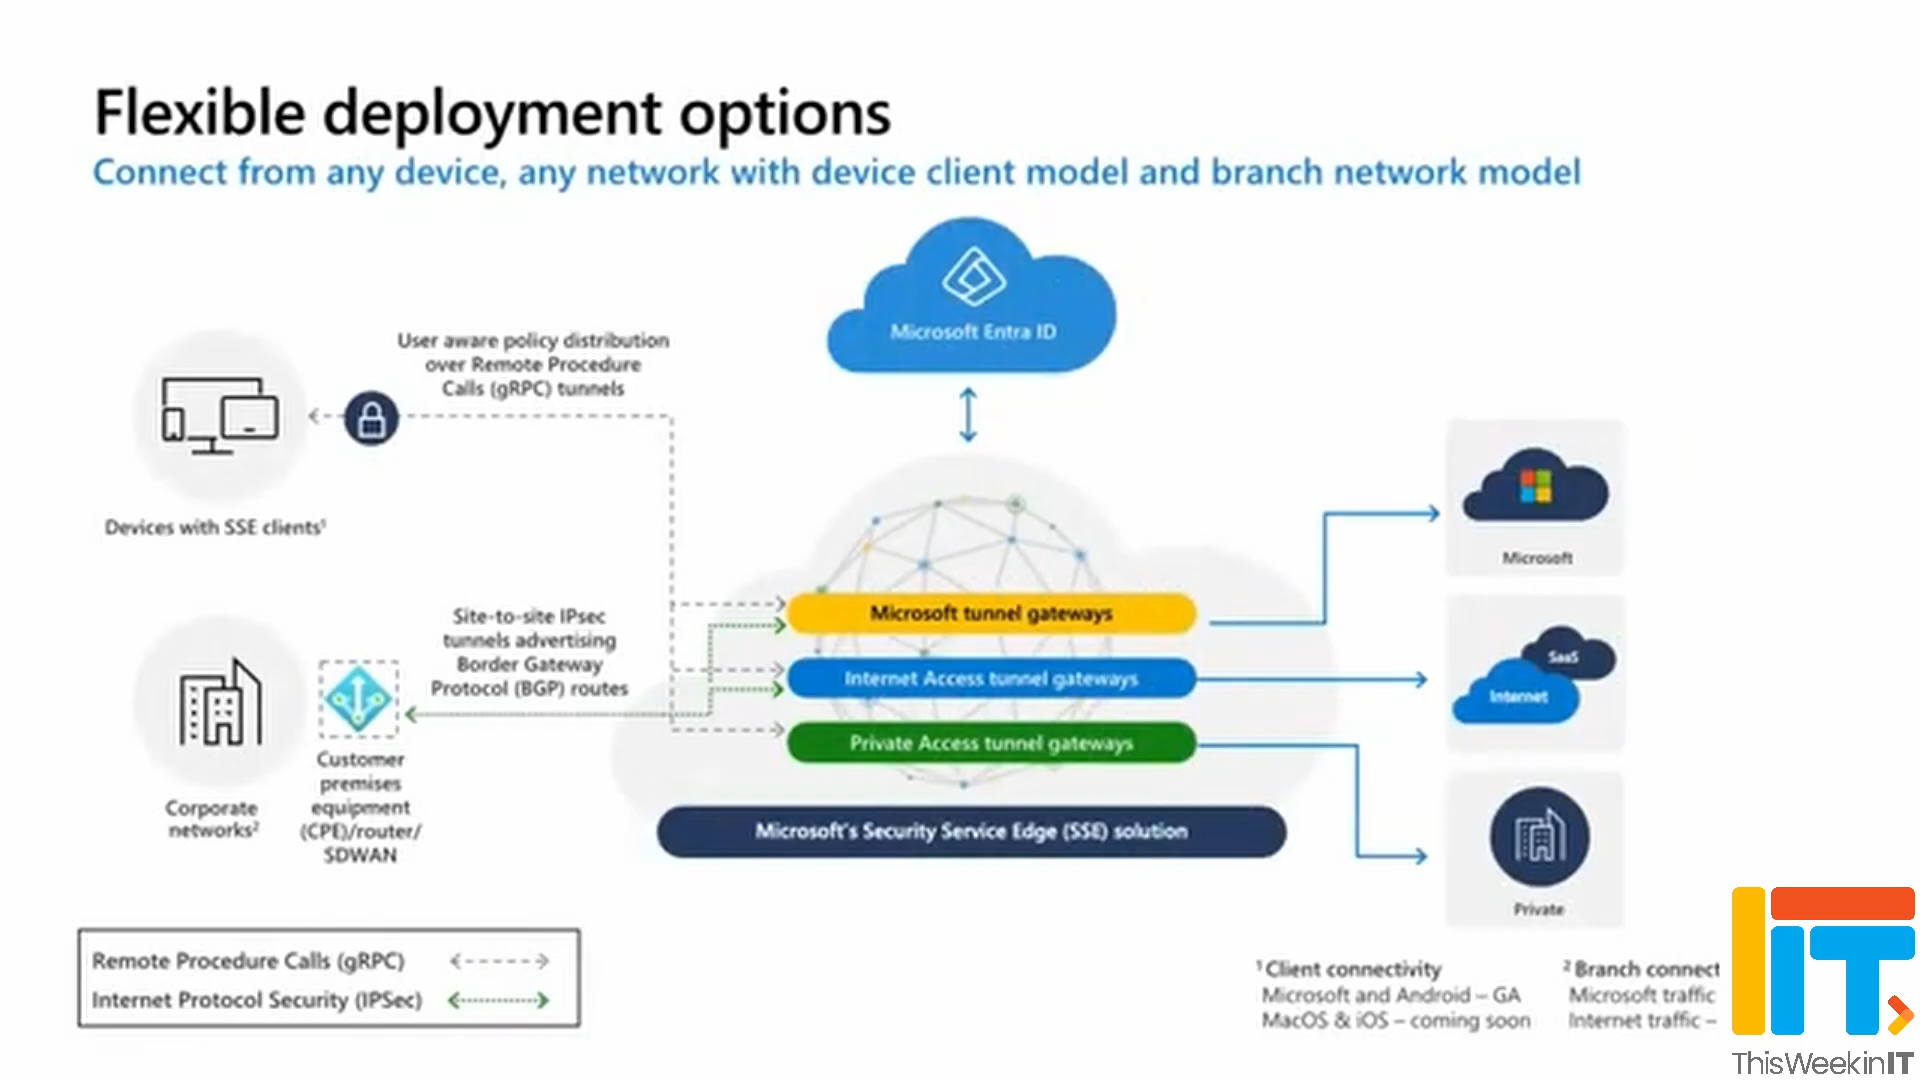 Flexible deployment options
Connect from any device, any network with device client model and branch network model
Microsoft Entra ID
User aware policy distribution
over Remote Procedure
Calls (gRPC) tunnels
Devices with SSE clients¹
Microsoft
Site-to-site IPsec
tunnels advertising
Border Gateway
Protocol (BGP) routes
Microsoft tunnel gateways
Internet Access tunnel gateways
Private Access tunnel gateways
SaaS
Internet
Customer
premises
equipment
(CPE)/router/
SDWAN
Corporate
networks²
Microsoft's Security Service Edge (SSE) solution
Private
Remote Procedure Calls (gRPC)
Internet Protocol Security (IPSec)
¹ Client connectivity
Microsoft and Android – GA
MacOS & iOS – coming soon
² Branch connect
Microsoft traffic
Internet traffic –
IT
ThisWeekinIT